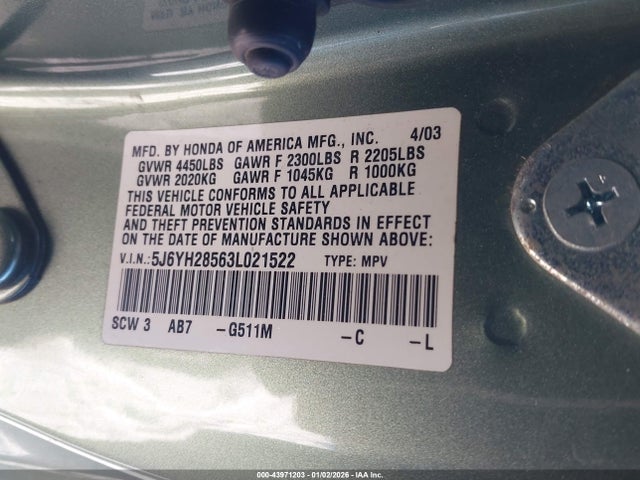 MFD. BY HONDA OF AMERICA MFG., INC. 4/03
GVWR 4450LBS GAWR F 2300LBS R 2205LBS
GVWR 2020KG GAWR F 1045KG R 1000KG
THIS VEHICLE CONFORMS TO ALL APPLICABLE
FEDERAL MOTOR VEHICLE SAFETY
AND THEFT PREVENTION STANDARDS IN EFFECT
ON THE DATE OF MANUFACTURE SHOWN ABOVE:
V.I.N.:5J6YH28563L021522 TYPE: MPV
SCW 3 AB7 -G511M -C -L
000-43971203 - 01/02/2026 - IAA Inc.